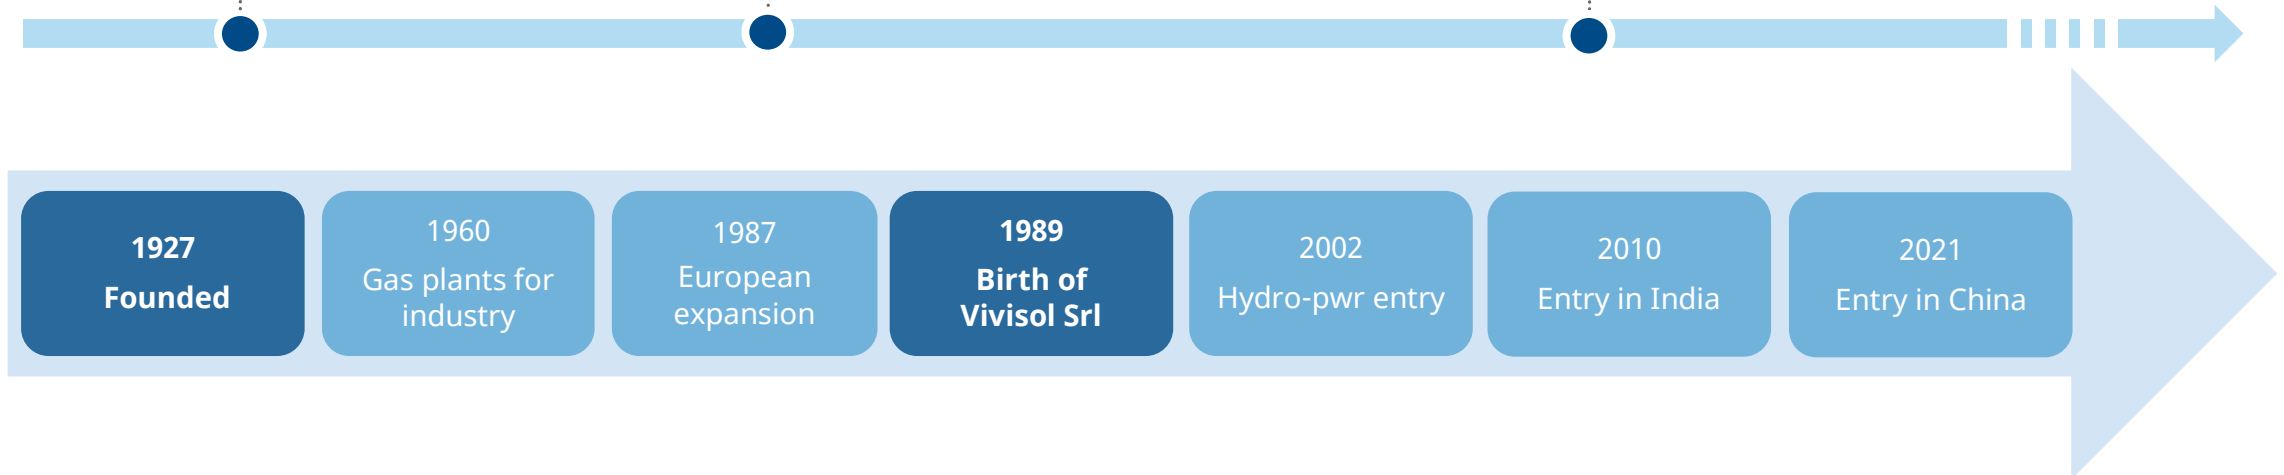 1927
Founded
1960
Gas plants for
industry
1987
European
expansion
1989
Birth of
Vivisol Srl
2002
Hydro-pwr entry
2010
Entry in India
2021
Entry in China